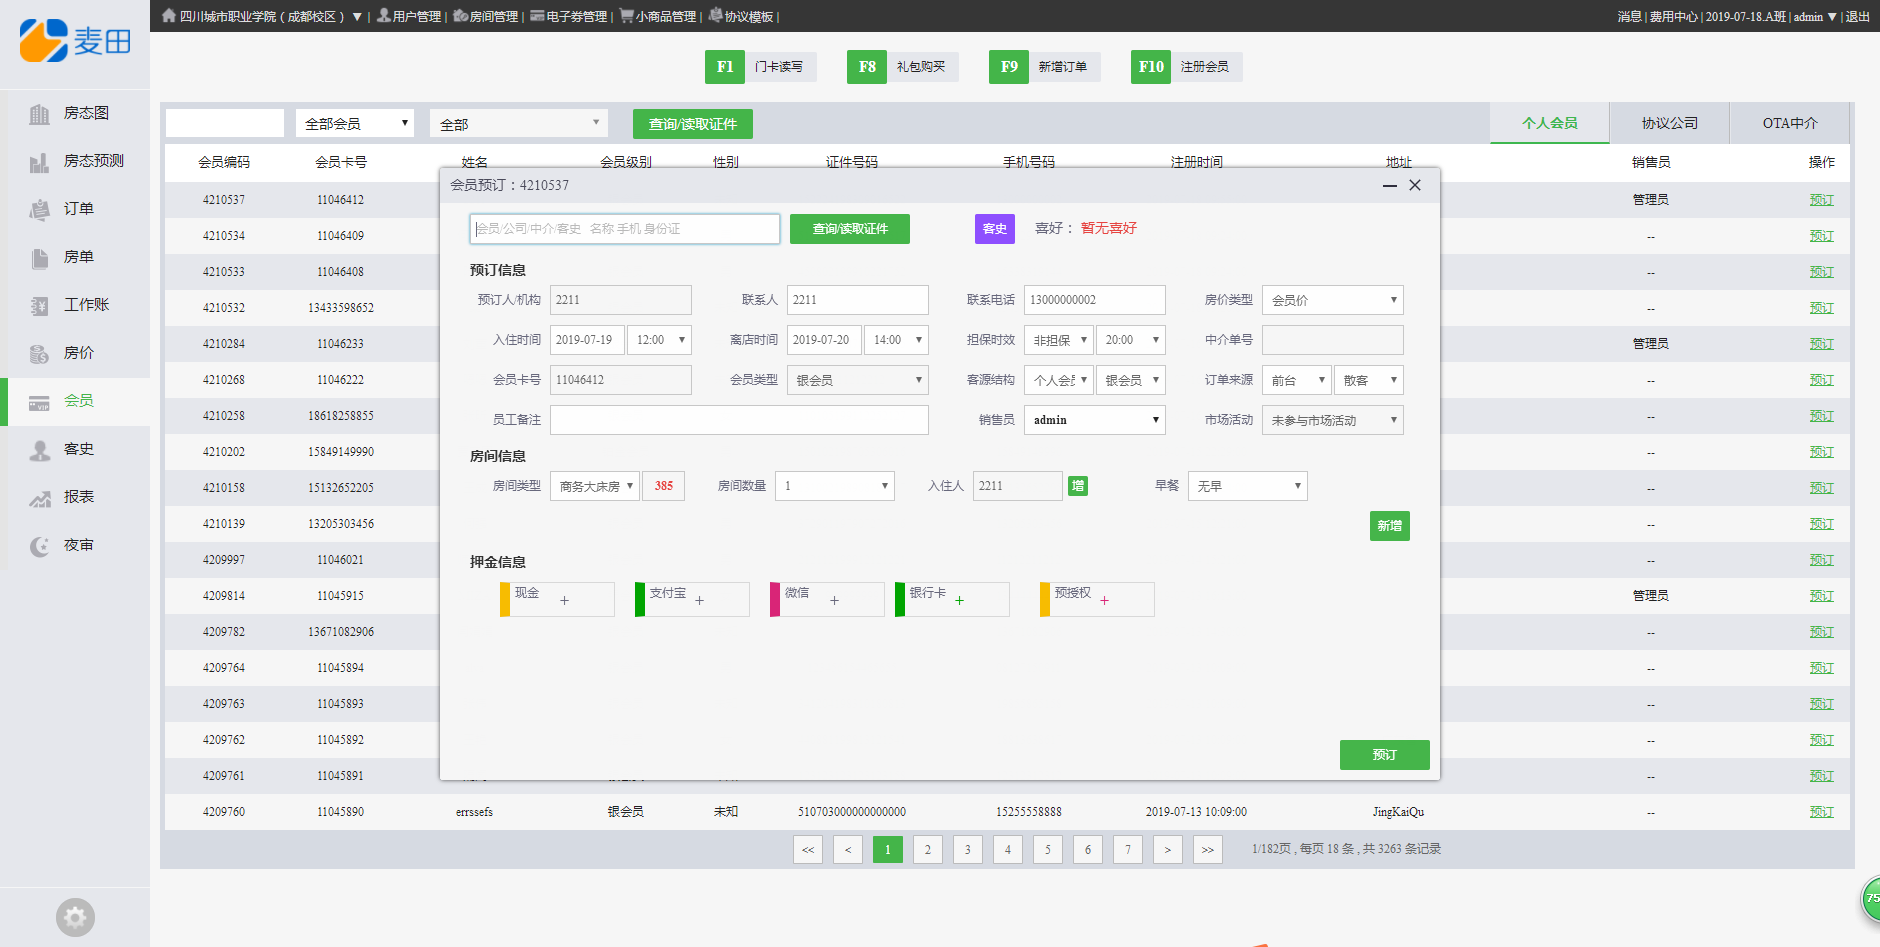 四川城市职业学院（成都校区） ▼ | 用户管理 | 房间管理 | 电子券管理 | 小商品管理 | 协议模板 |
消息 | 费用中心 | 2019-07-18.A班 | admin ▼ | 退出
麦田
F1 门卡读写 F8 礼包购买 F9 新增订单 F10 注册会员
房态图
房态预测
订单
房单
工作账
房价
会员
客史
报表
夜审
全部会员 全部 查询/读取证件 个人会员 协议公司 OTA中介
会员编码 会员卡号 姓名 会员级别 性别 证件号码 手机号码 注册时间 地址 销售员 操作
4210537 11046412 管理员 预订
4210534 11046409 -- 预订
4210533 11046408 -- 预订
4210532 13433598652 -- 预订
4210284 11046233 管理员 预订
4210268 11046222 -- 预订
4210258 18618258855 -- 预订
4210202 15849149990 -- 预订
4210158 15132652205 -- 预订
4210139 13205303456 -- 预订
4209997 11046021 -- 预订
4209814 11045915 管理员 预订
4209782 13671082906 -- 预订
4209764 11045894 -- 预订
4209763 11045893 -- 预订
4209762 11045892 -- 预订
4209761 11045891 -- 预订
4209760 11045890 errssefs 银会员 未知 510703000000000000 15255558888 2019-07-13 10:09:00 JingKaiQu -- 预订
会员预订：4210537
会员/公司/中介/客史 名称 手机 身份证 查询/读取证件 客史 喜好： 暂无喜好
预订信息
预订人/机构 2211 联系人 2211 联系电话 13000000002 房价类型 会员价
入住时间 2019-07-19 12:00 离店时间 2019-07-20 14:00 担保时效 非担保 20:00 中介单号
会员卡号 11046412 会员类型 银会员 客源结构 个人会 银会员 订单来源 前台 散客
员工备注 销售员 admin 市场活动 未参与市场活动
房间信息
房间类型 商务大床房 385 房间数量 1 入住人 2211 增 早餐 无早
新增
押金信息
现金 + 支付宝 + 微信 + 银行卡 + 预授权 +
预订
<< < 1 2 3 4 5 6 7 > >> 1/182页 , 每页 18 条 , 共 3263 条记录
75